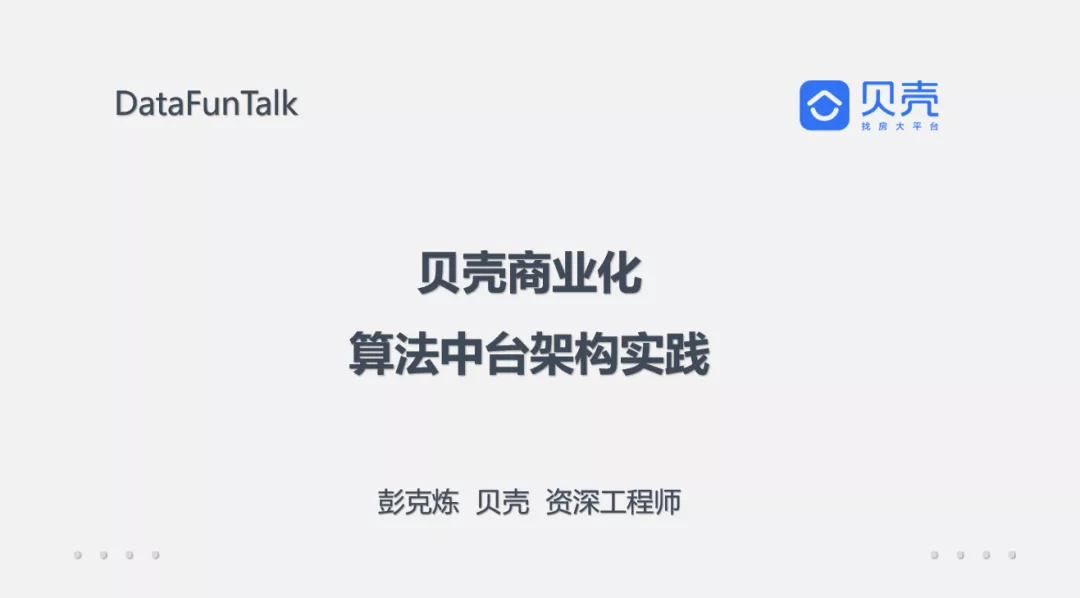 DataFunTalk
贝壳
找房大平台
贝壳商业化
算法中台架构实践
彭克炼 贝壳 资深工程师